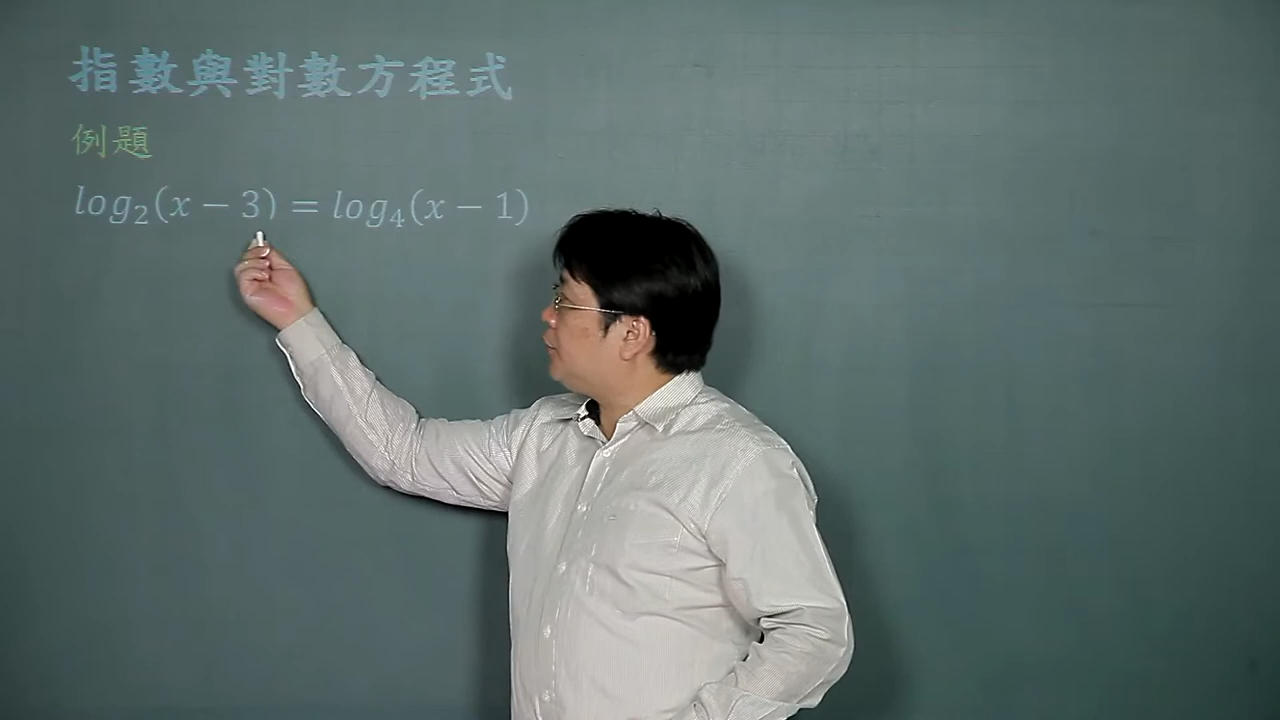 指數與對數方程式
例題
log₂(x − 3) = log₄(x − 1)